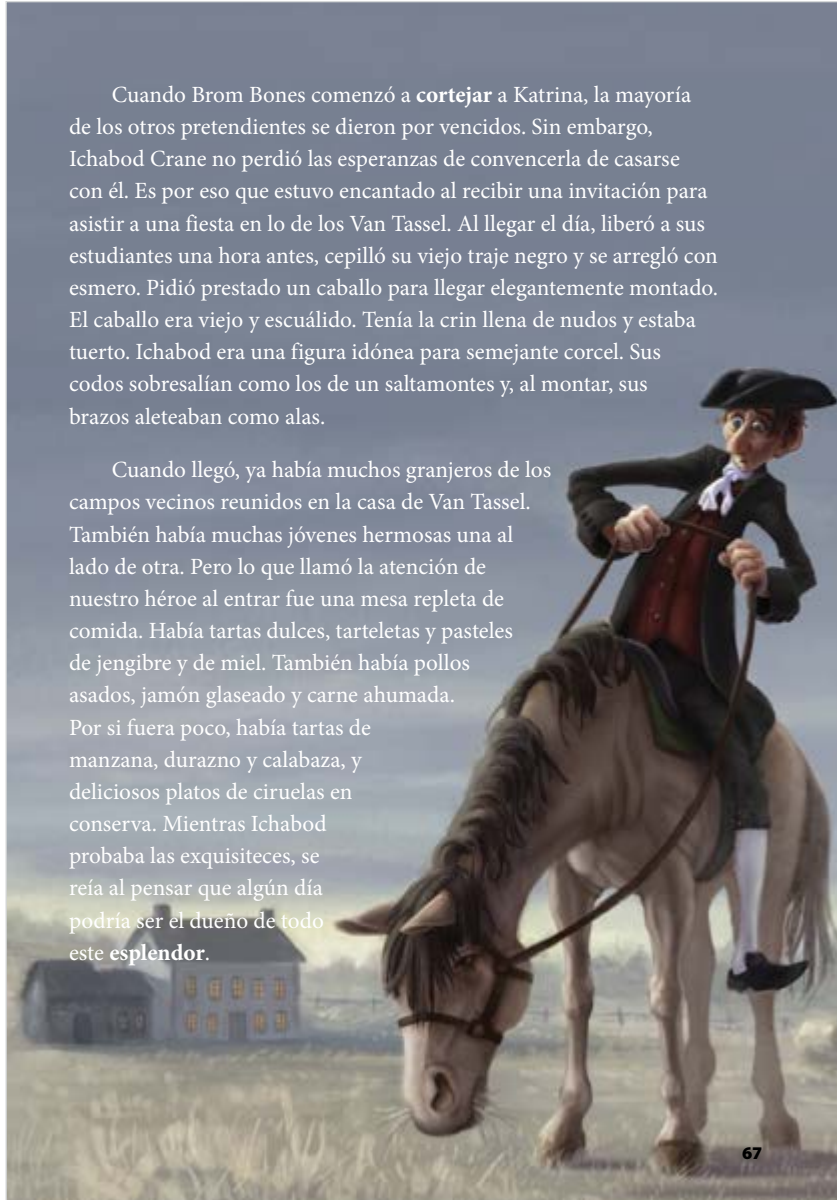 Cuando Brom Bones comenzó a cortejar a Katrina, la mayoría
de los otros pretendientes se dieron por vencidos. Sin embargo,
Ichabod Crane no perdió las esperanzas de convencerla de casarse
con él. Es por eso que estuvo encantado al recibir una invitación para
asistir a una fiesta en lo de los Van Tassel. Al llegar el día, liberó a sus
estudiantes una hora antes, cepilló su viejo traje negro y se arregló con
esmero. Pidió prestado un caballo para llegar elegantemente montado.
El caballo era viejo y escuálido. Tenía la crin llena de nudos y estaba
tuerto. Ichabod era una figura idónea para semejante corcel. Sus
codos sobresalían como los de un saltamontes y, al montar, sus
brazos aleteaban como alas.
Cuando llegó, ya había muchos granjeros de los
campos vecinos reunidos en la casa de Van Tassel.
También había muchas jóvenes hermosas una al
lado de otra. Pero lo que llamó la atención de
nuestro héroe al entrar fue una mesa repleta de
comida. Había tartas dulces, tarteletas y pasteles
de jengibre y de miel. También había pollos
asados, jamón glaseado y carne ahumada.
Por si fuera poco, había tartas de
manzana, durazno y calabaza, y
deliciosos platos de ciruelas en
conserva. Mientras Ichabod
probaba las exquisiteces, se
reía al pensar que algún día
podría ser el dueño de todo
este esplendor.
67